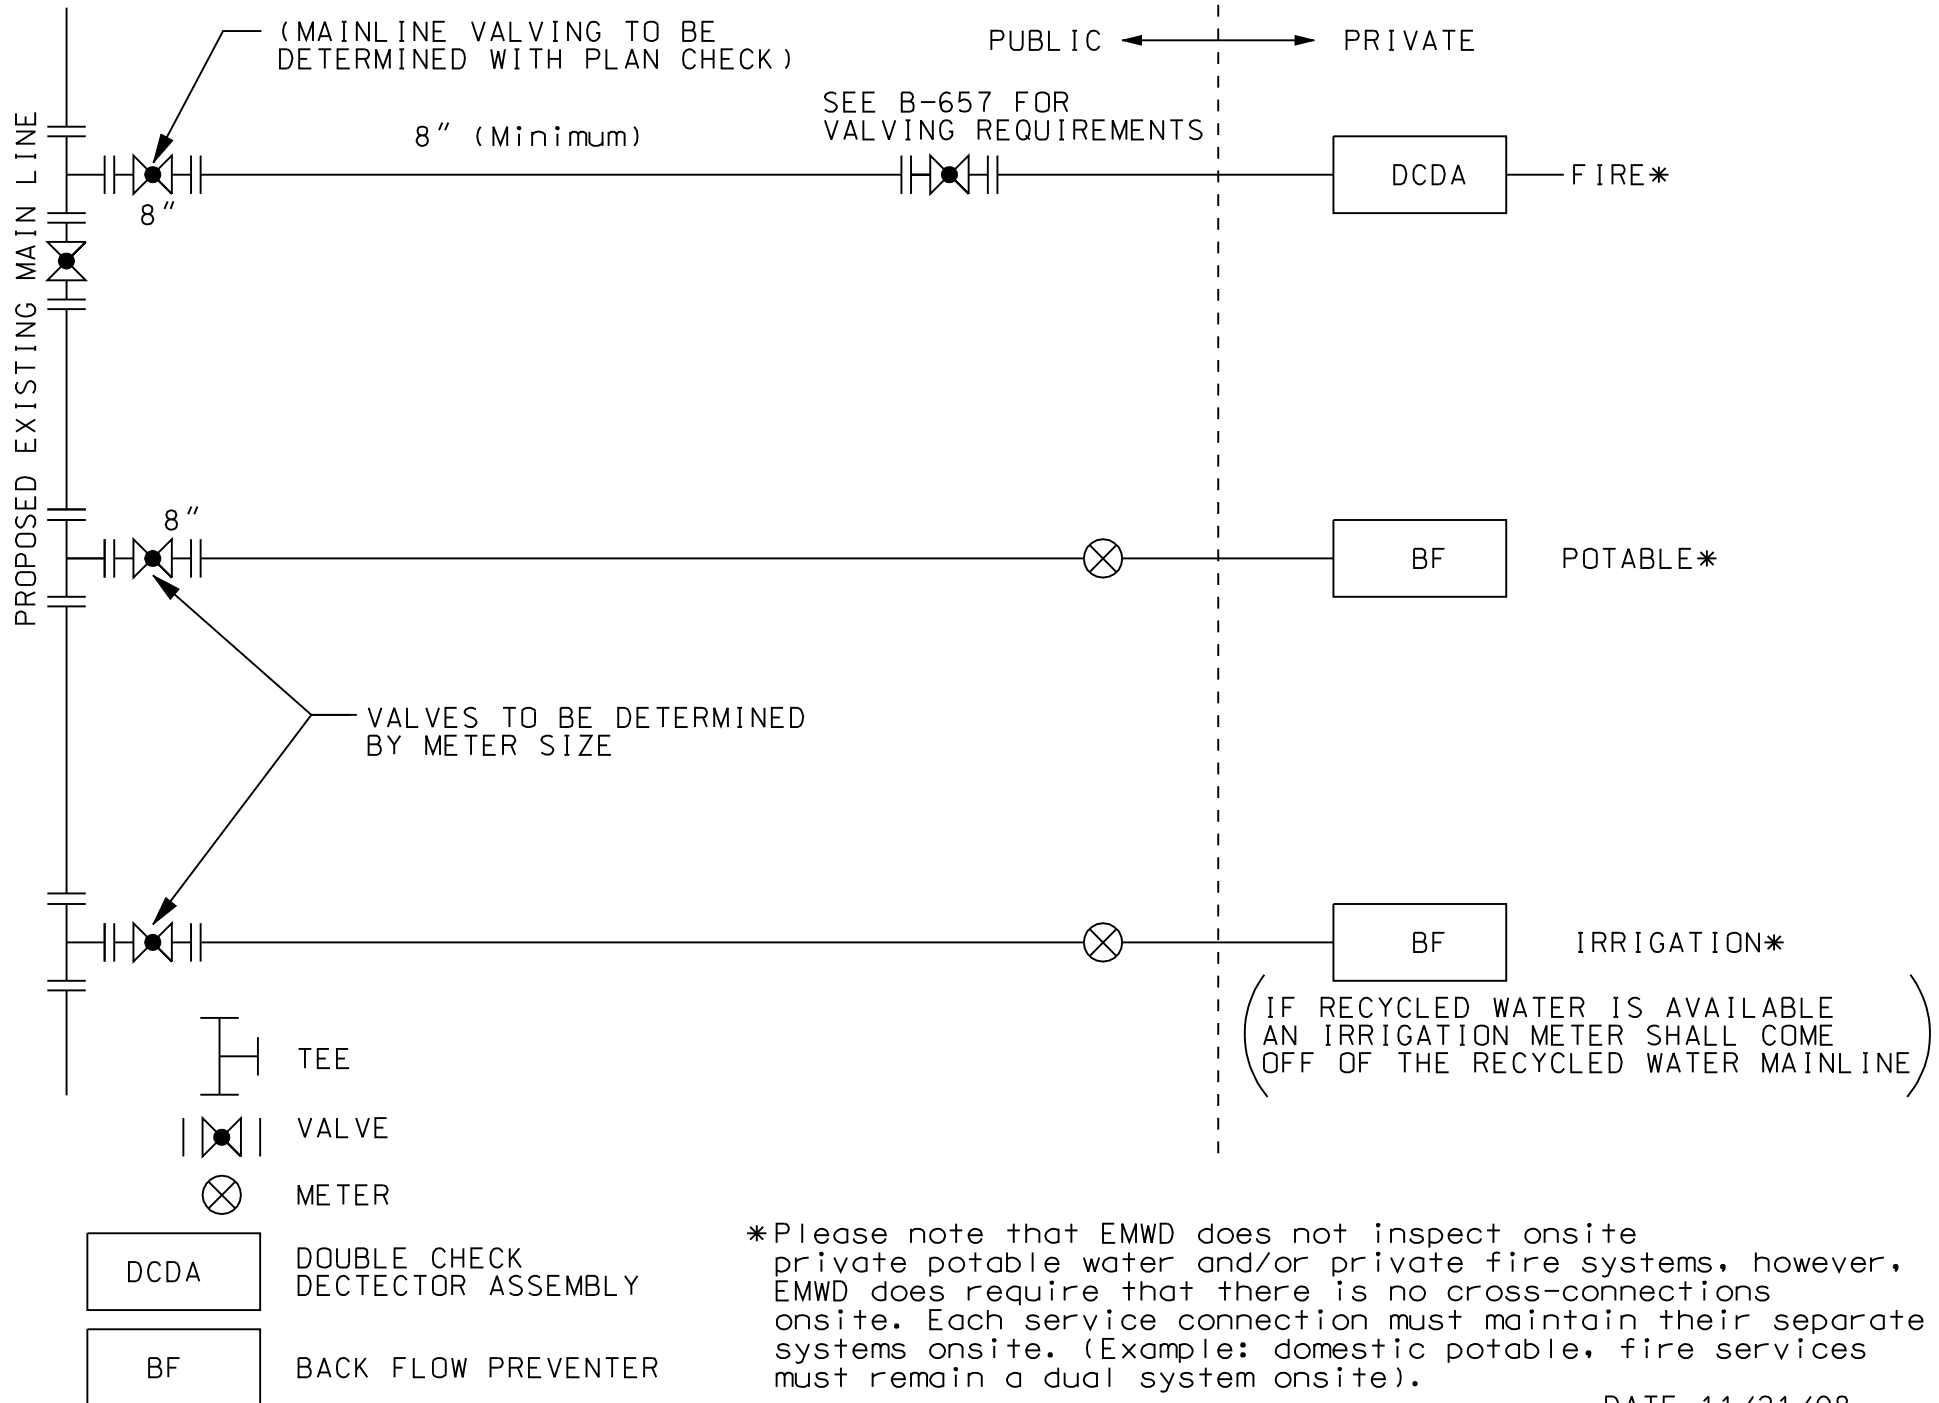 (MAINLINE VALVING TO BE
DETERMINED WITH PLAN CHECK)
PUBLIC
PRIVATE
SEE B-657 FOR
VALVING REQUIREMENTS
8" (Minimum)
8"
DCDA
FIRE*
PROPOSED EXISTING MAIN LINE
8"
BF
POTABLE*
VALVES TO BE DETERMINED
BY METER SIZE
BF
IRRIGATION*
(IF RECYCLED WATER IS AVAILABLE
AN IRRIGATION METER SHALL COME
OFF OF THE RECYCLED WATER MAINLINE)
TEE
VALVE
METER
DCDA
DOUBLE CHECK
DECTECTOR ASSEMBLY
BF
BACK FLOW PREVENTER
*Please note that EMWD does not inspect onsite
private potable water and/or private fire systems, however,
EMWD does require that there is no cross-connections
onsite. Each service connection must maintain their separate
systems onsite. (Example: domestic potable, fire services
must remain a dual system onsite).
DATE